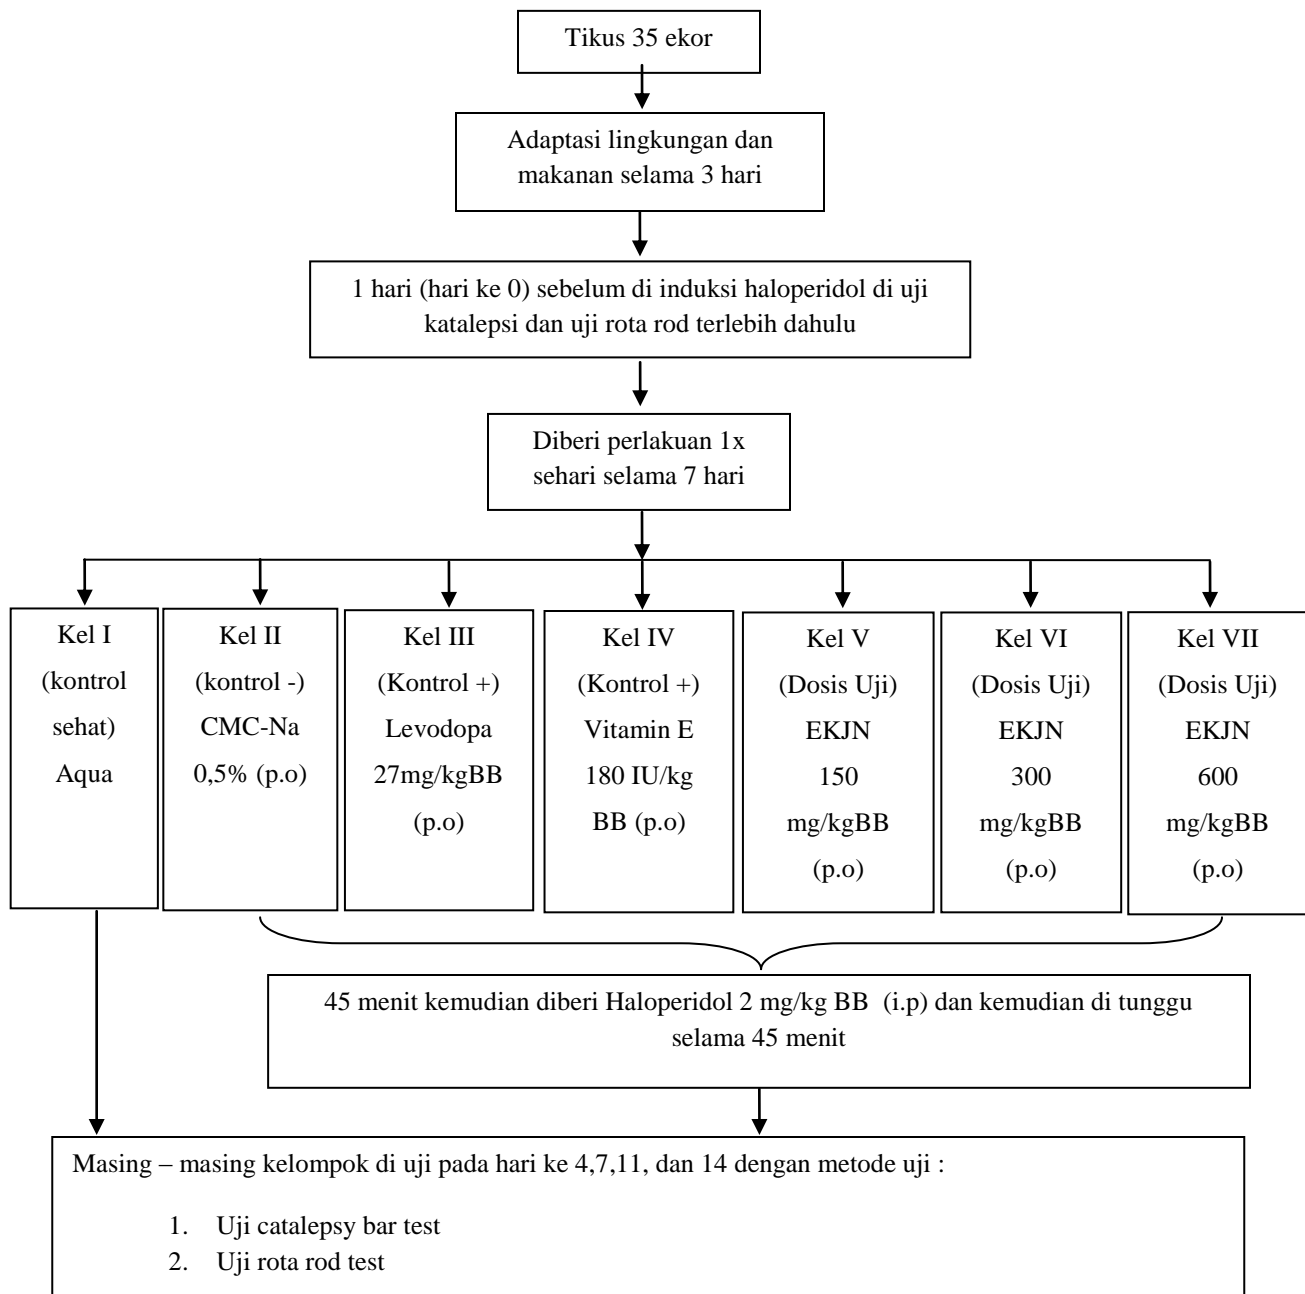 Tikus 35 ekor
Adaptasi lingkungan dan
makanan selama 3 hari
1 hari (hari ke 0) sebelum di induksi haloperidol di uji
katalepsi dan uji rota rod terlebih dahulu
Diberi perlakuan 1x
sehari selama 7 hari
Kel I
(kontrol
sehat)
Aqua
Kel II
(kontrol -)
CMC-Na
0,5% (p.o)
Kel III
(Kontrol +)
Levodopa
27mg/kgBB
(p.o)
Kel IV
(Kontrol +)
Vitamin E
180 IU/kg
BB (p.o)
Kel V
(Dosis Uji)
EKJN
150
mg/kgBB
(p.o)
Kel VI
(Dosis Uji)
EKJN
300
mg/kgBB
(p.o)
Kel VII
(Dosis Uji)
EKJN
600
mg/kgBB
(p.o)
45 menit kemudian diberi Haloperidol 2 mg/kg BB (i.p) dan kemudian di tunggu
selama 45 menit
Masing – masing kelompok di uji pada hari ke 4,7,11, dan 14 dengan metode uji :
1. Uji catalepsy bar test
2. Uji rota rod test